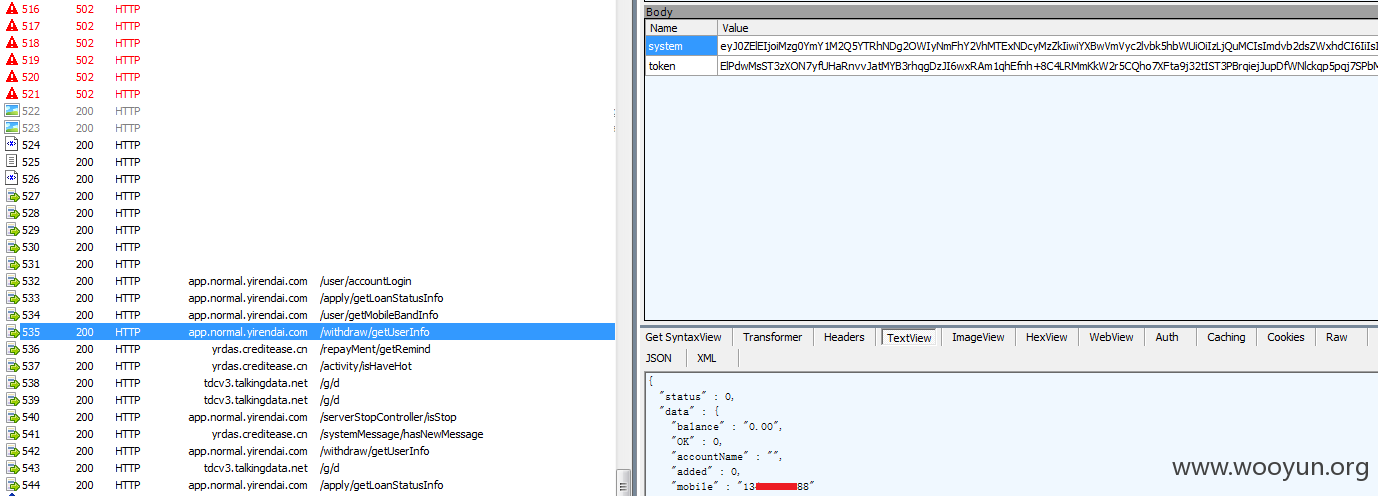 516 502 HTTP
517 502 HTTP
518 502 HTTP
519 502 HTTP
520 502 HTTP
521 502 HTTP
522 200 HTTP
523 200 HTTP
524 200 HTTP
525 200 HTTP
526 200 HTTP
527 200 HTTP
528 200 HTTP
529 200 HTTP
530 200 HTTP
531 200 HTTP
532 200 HTTP app.normal.yirendai.com /user/accountLogin
533 200 HTTP app.normal.yirendai.com /apply/getLoanStatusInfo
534 200 HTTP app.normal.yirendai.com /user/getMobileBandInfo
535 200 HTTP app.normal.yirendai.com /withdraw/getUserInfo
536 200 HTTP yrdas.creditease.cn /repayMent/getRemind
537 200 HTTP yrdas.creditease.cn /activity/isHaveHot
538 200 HTTP tdcv3.talkingdata.net /g/d
539 200 HTTP tdcv3.talkingdata.net /g/d
540 200 HTTP app.normal.yirendai.com /serverStopController/isStop
541 200 HTTP yrdas.creditease.cn /systemMessage/hasNewMessage
542 200 HTTP app.normal.yirendai.com /withdraw/getUserInfo
543 200 HTTP tdcv3.talkingdata.net /g/d
544 200 HTTP app.normal.yirendai.com /apply/getLoanStatusInfo
Body
Name Value
system
token
Get SyntaxView Transformer Headers TextView ImageView HexView WebView Auth Caching Cookies Raw
JSON XML
{
"status" : 0,
"data" : {
"balance" : "0.00",
"OK" : 0,
"accountName" : "",
"added" : 0,
"mobile" : "13 88"
www.wooyun.org